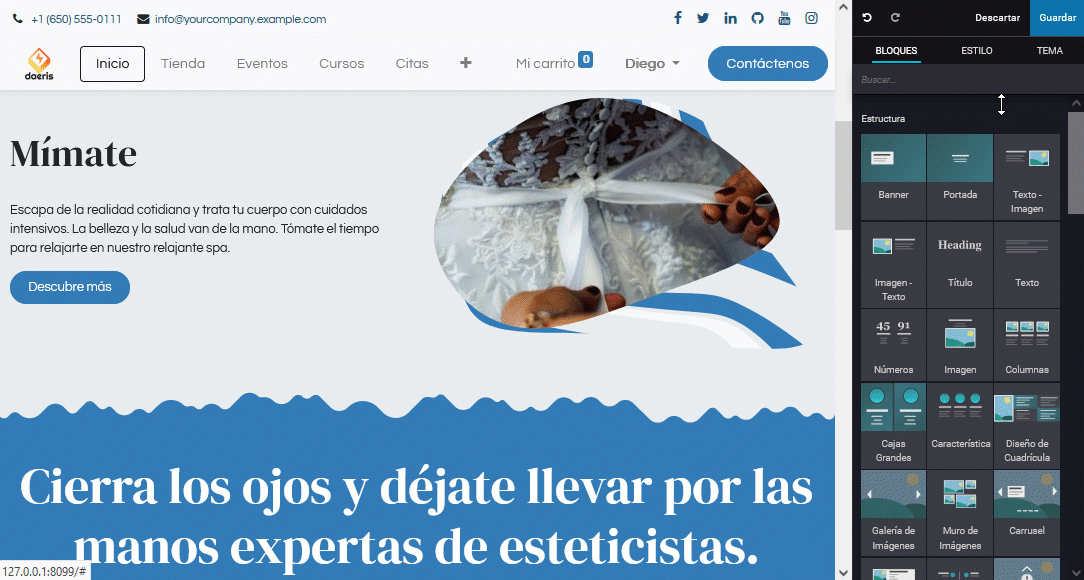 +1 (650) 555-0111 info@yourcompany.example.com
Descartar Guardar
doeris Inicio Tienda Eventos Cursos Citas Mi carrito 0 Diego Contáctenos
BLOQUES ESTILO TEMA
Buscar...
Estructura
Mímate
Escapa de la realidad cotidiana y trata tu cuerpo con cuidados
intensivos. La belleza y la salud van de la mano. Tómate el tiempo
para relajarte en nuestro relajante spa.
Descubre más
Cierra los ojos y déjate llevar por las
manos expertas de esteticistas.
Banner Portada Texto -
Imagen
Heading
Imagen -
Texto
Título Texto
45 91
Números Imagen Columnas
Cajas
Grandes
Característica
Diseño de
Cuadrícula
Galería de
Imágenes
Muro de
Imágenes
Carrusel
127.0.0.1:8099/#